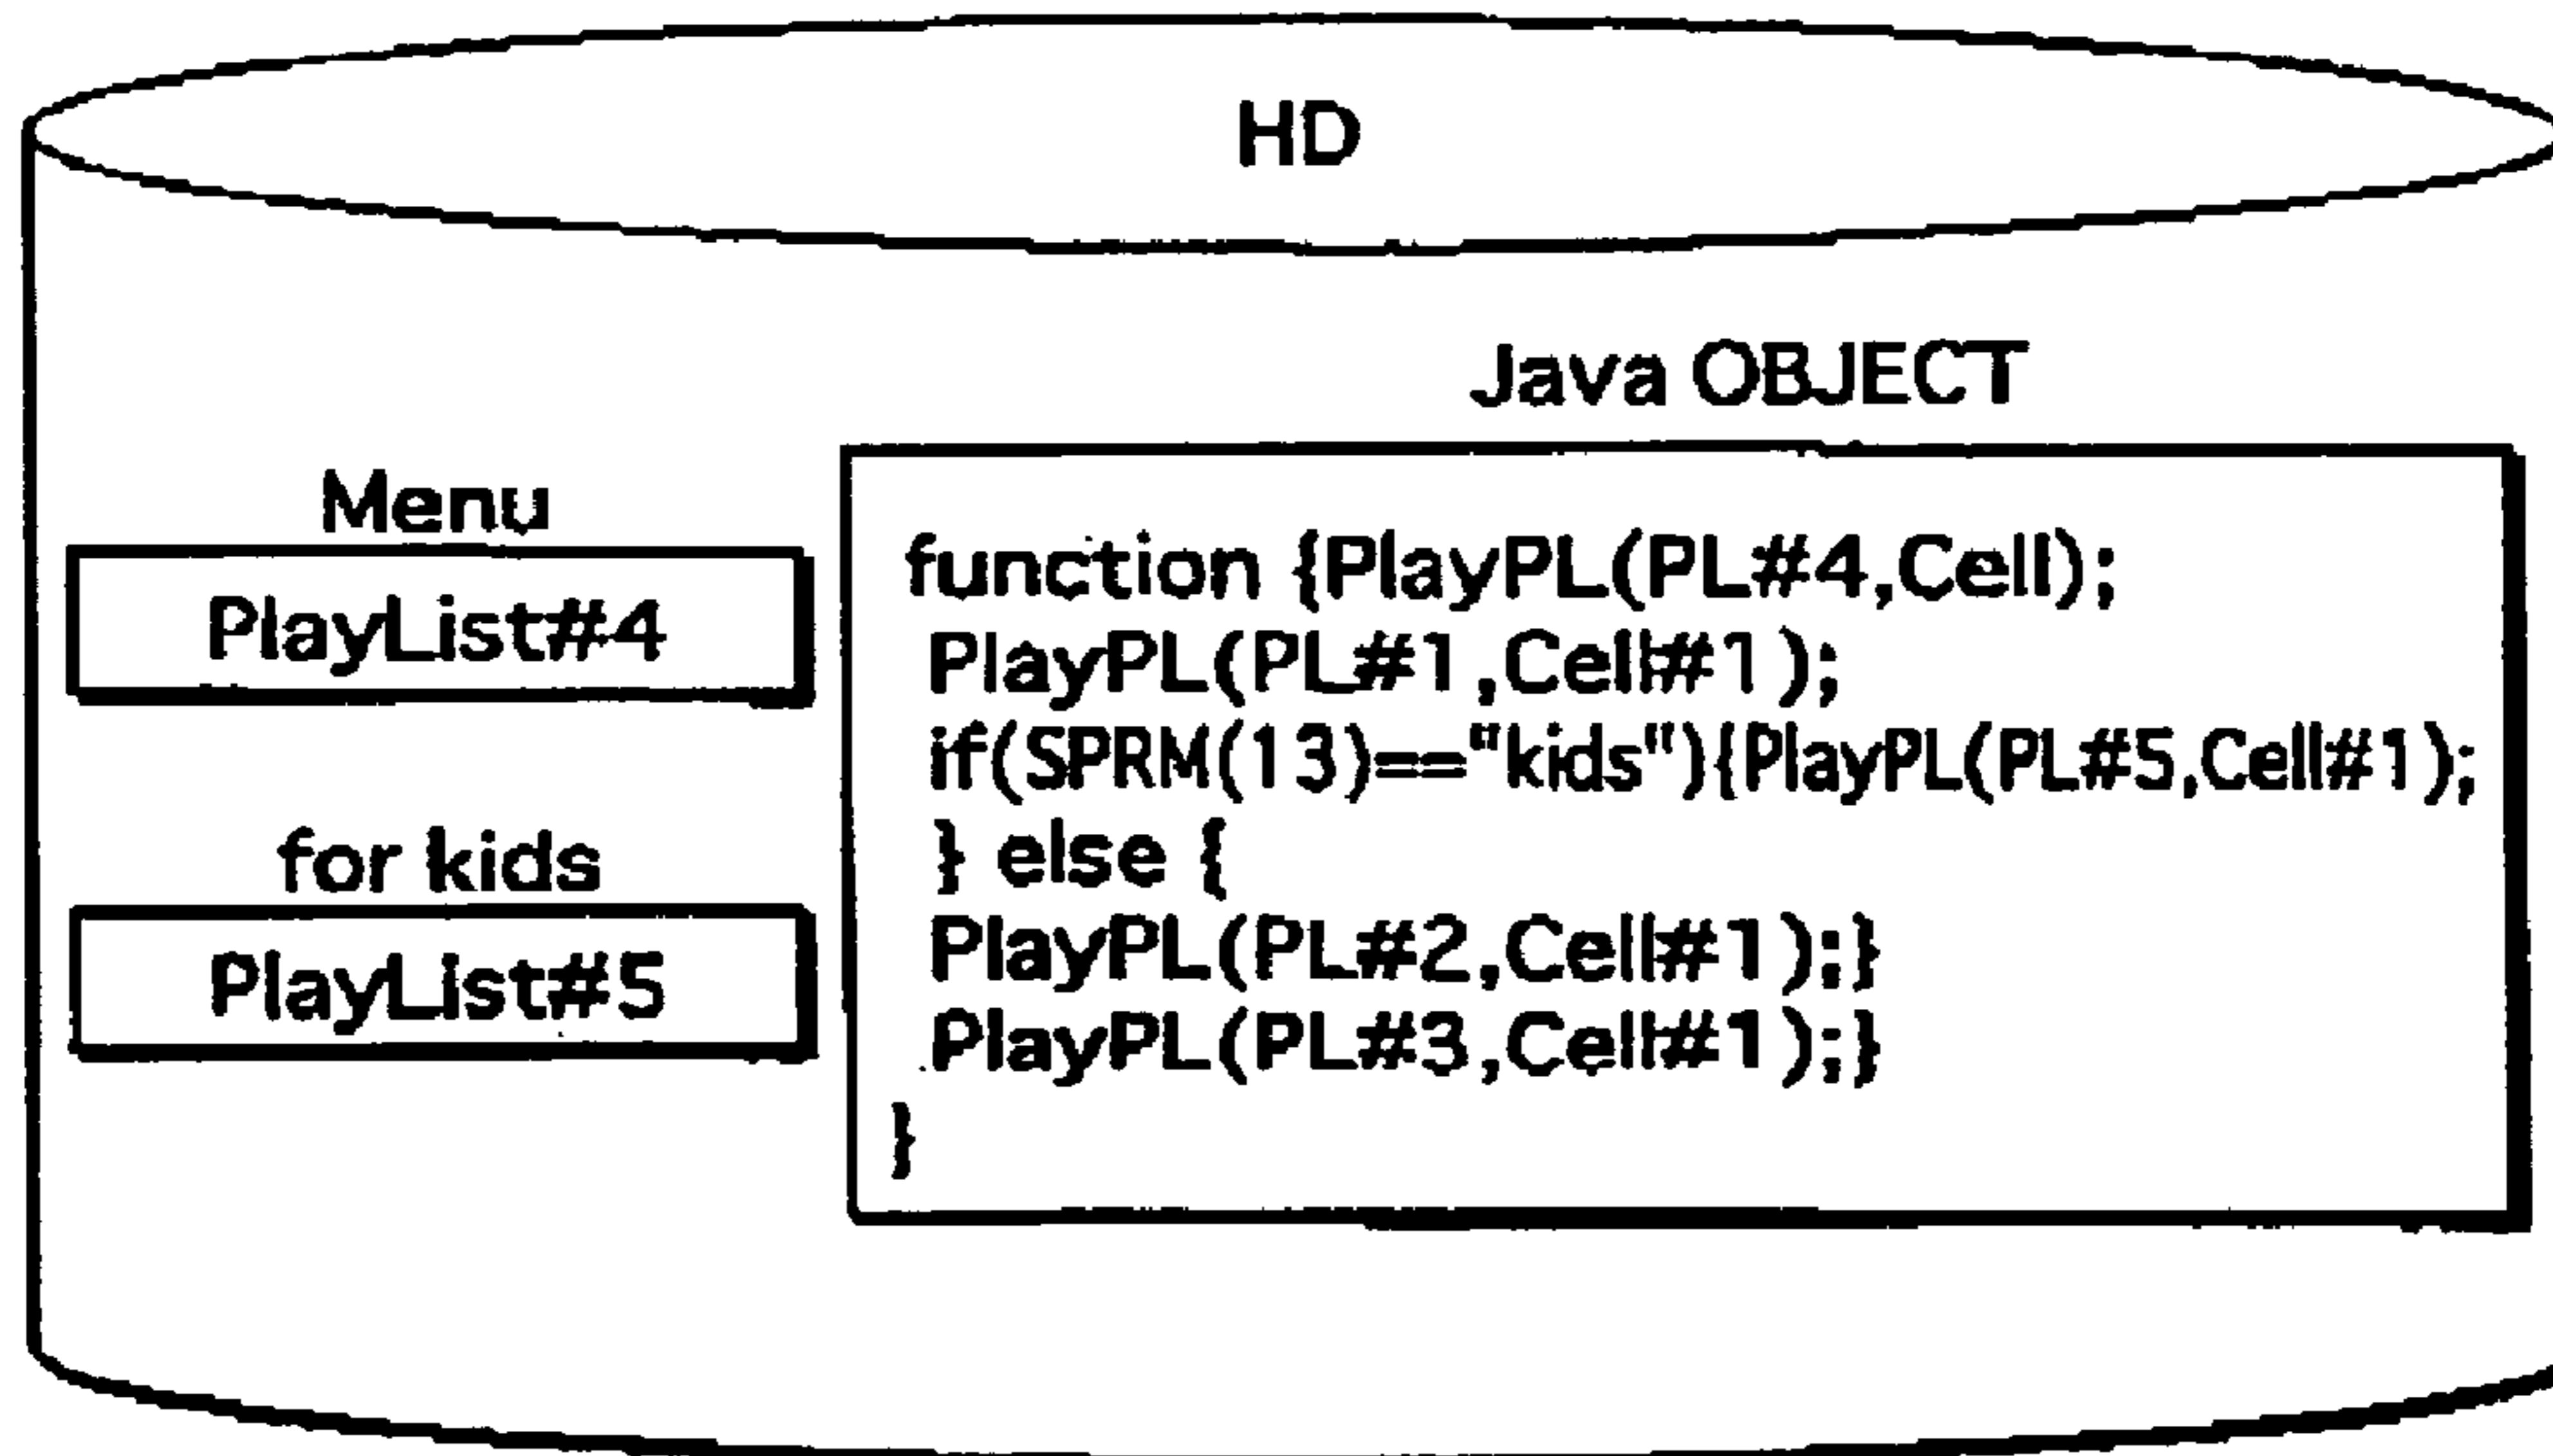 HD
Java OBJECT
Menu
PlayList#4
for kids
PlayList#5
function {PlayPL(PL#4,Cell);
PlayPL(PL#1,Cell#1);
if(SPRM(13)=="kids"){PlayPL(PL#5,Cell#1);
} else {
PlayPL(PL#2,Cell#1);}
PlayPL(PL#3,Cell#1);}
}